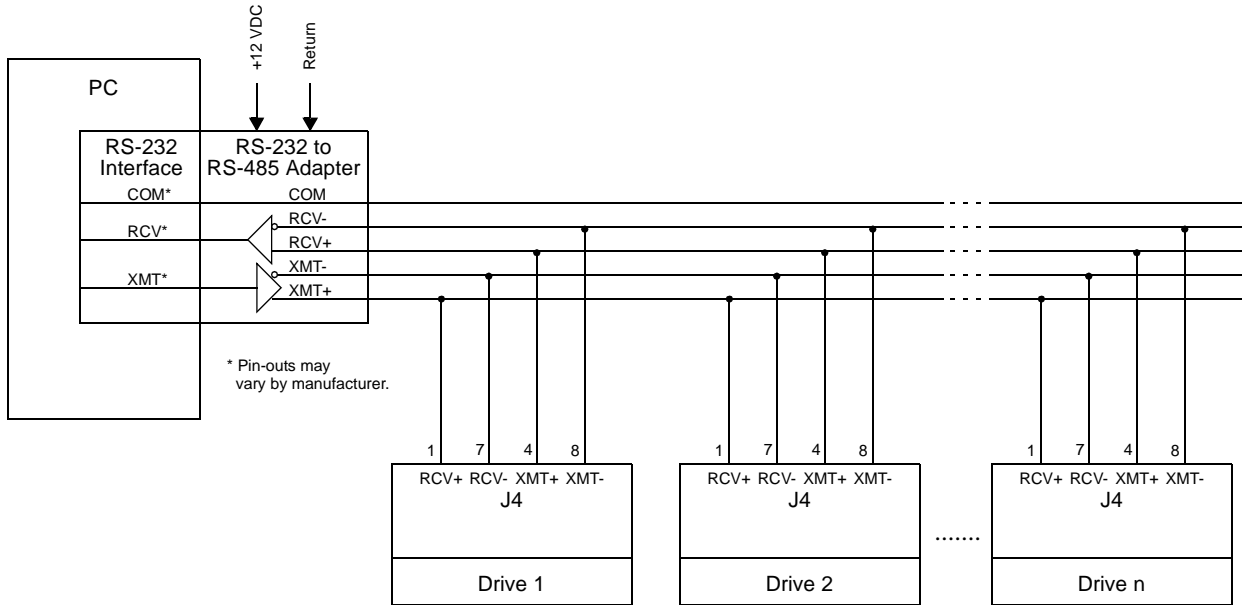 +12 VDC
Return
PC
RS-232
Interface
RS-232 to
RS-485 Adapter
COM*
COM
RCV-
RCV*
RCV+
XMT-
XMT*
XMT+
* Pin-outs may
vary by manufacturer.
1 7 4 8
RCV+ RCV- XMT+ XMT-
J4
Drive 1
1 7 4 8
RCV+ RCV- XMT+ XMT-
J4
Drive 2
.......
1 7 4 8
RCV+ RCV- XMT+ XMT-
J4
Drive n